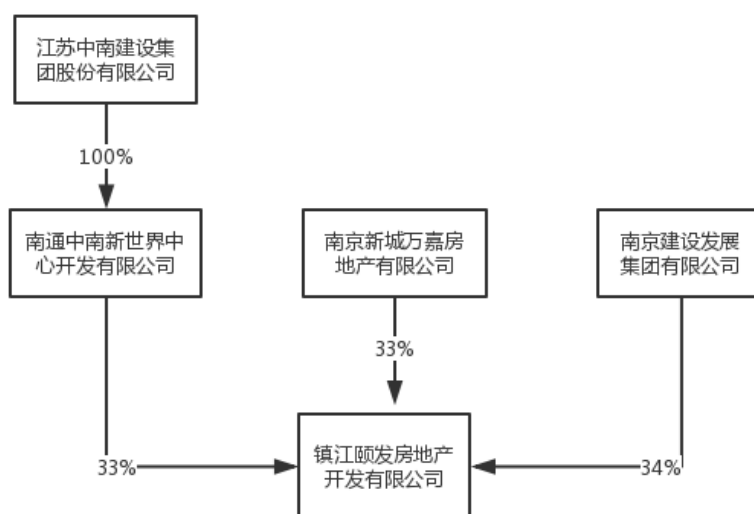 江苏中南建设集
团股份有限公司
100%
南通中南新世界中
心开发有限公司
南京新城万嘉房
地产有限公司
南京建设发展
集团有限公司
33%
镇江颐发房地产
开发有限公司
33%
34%